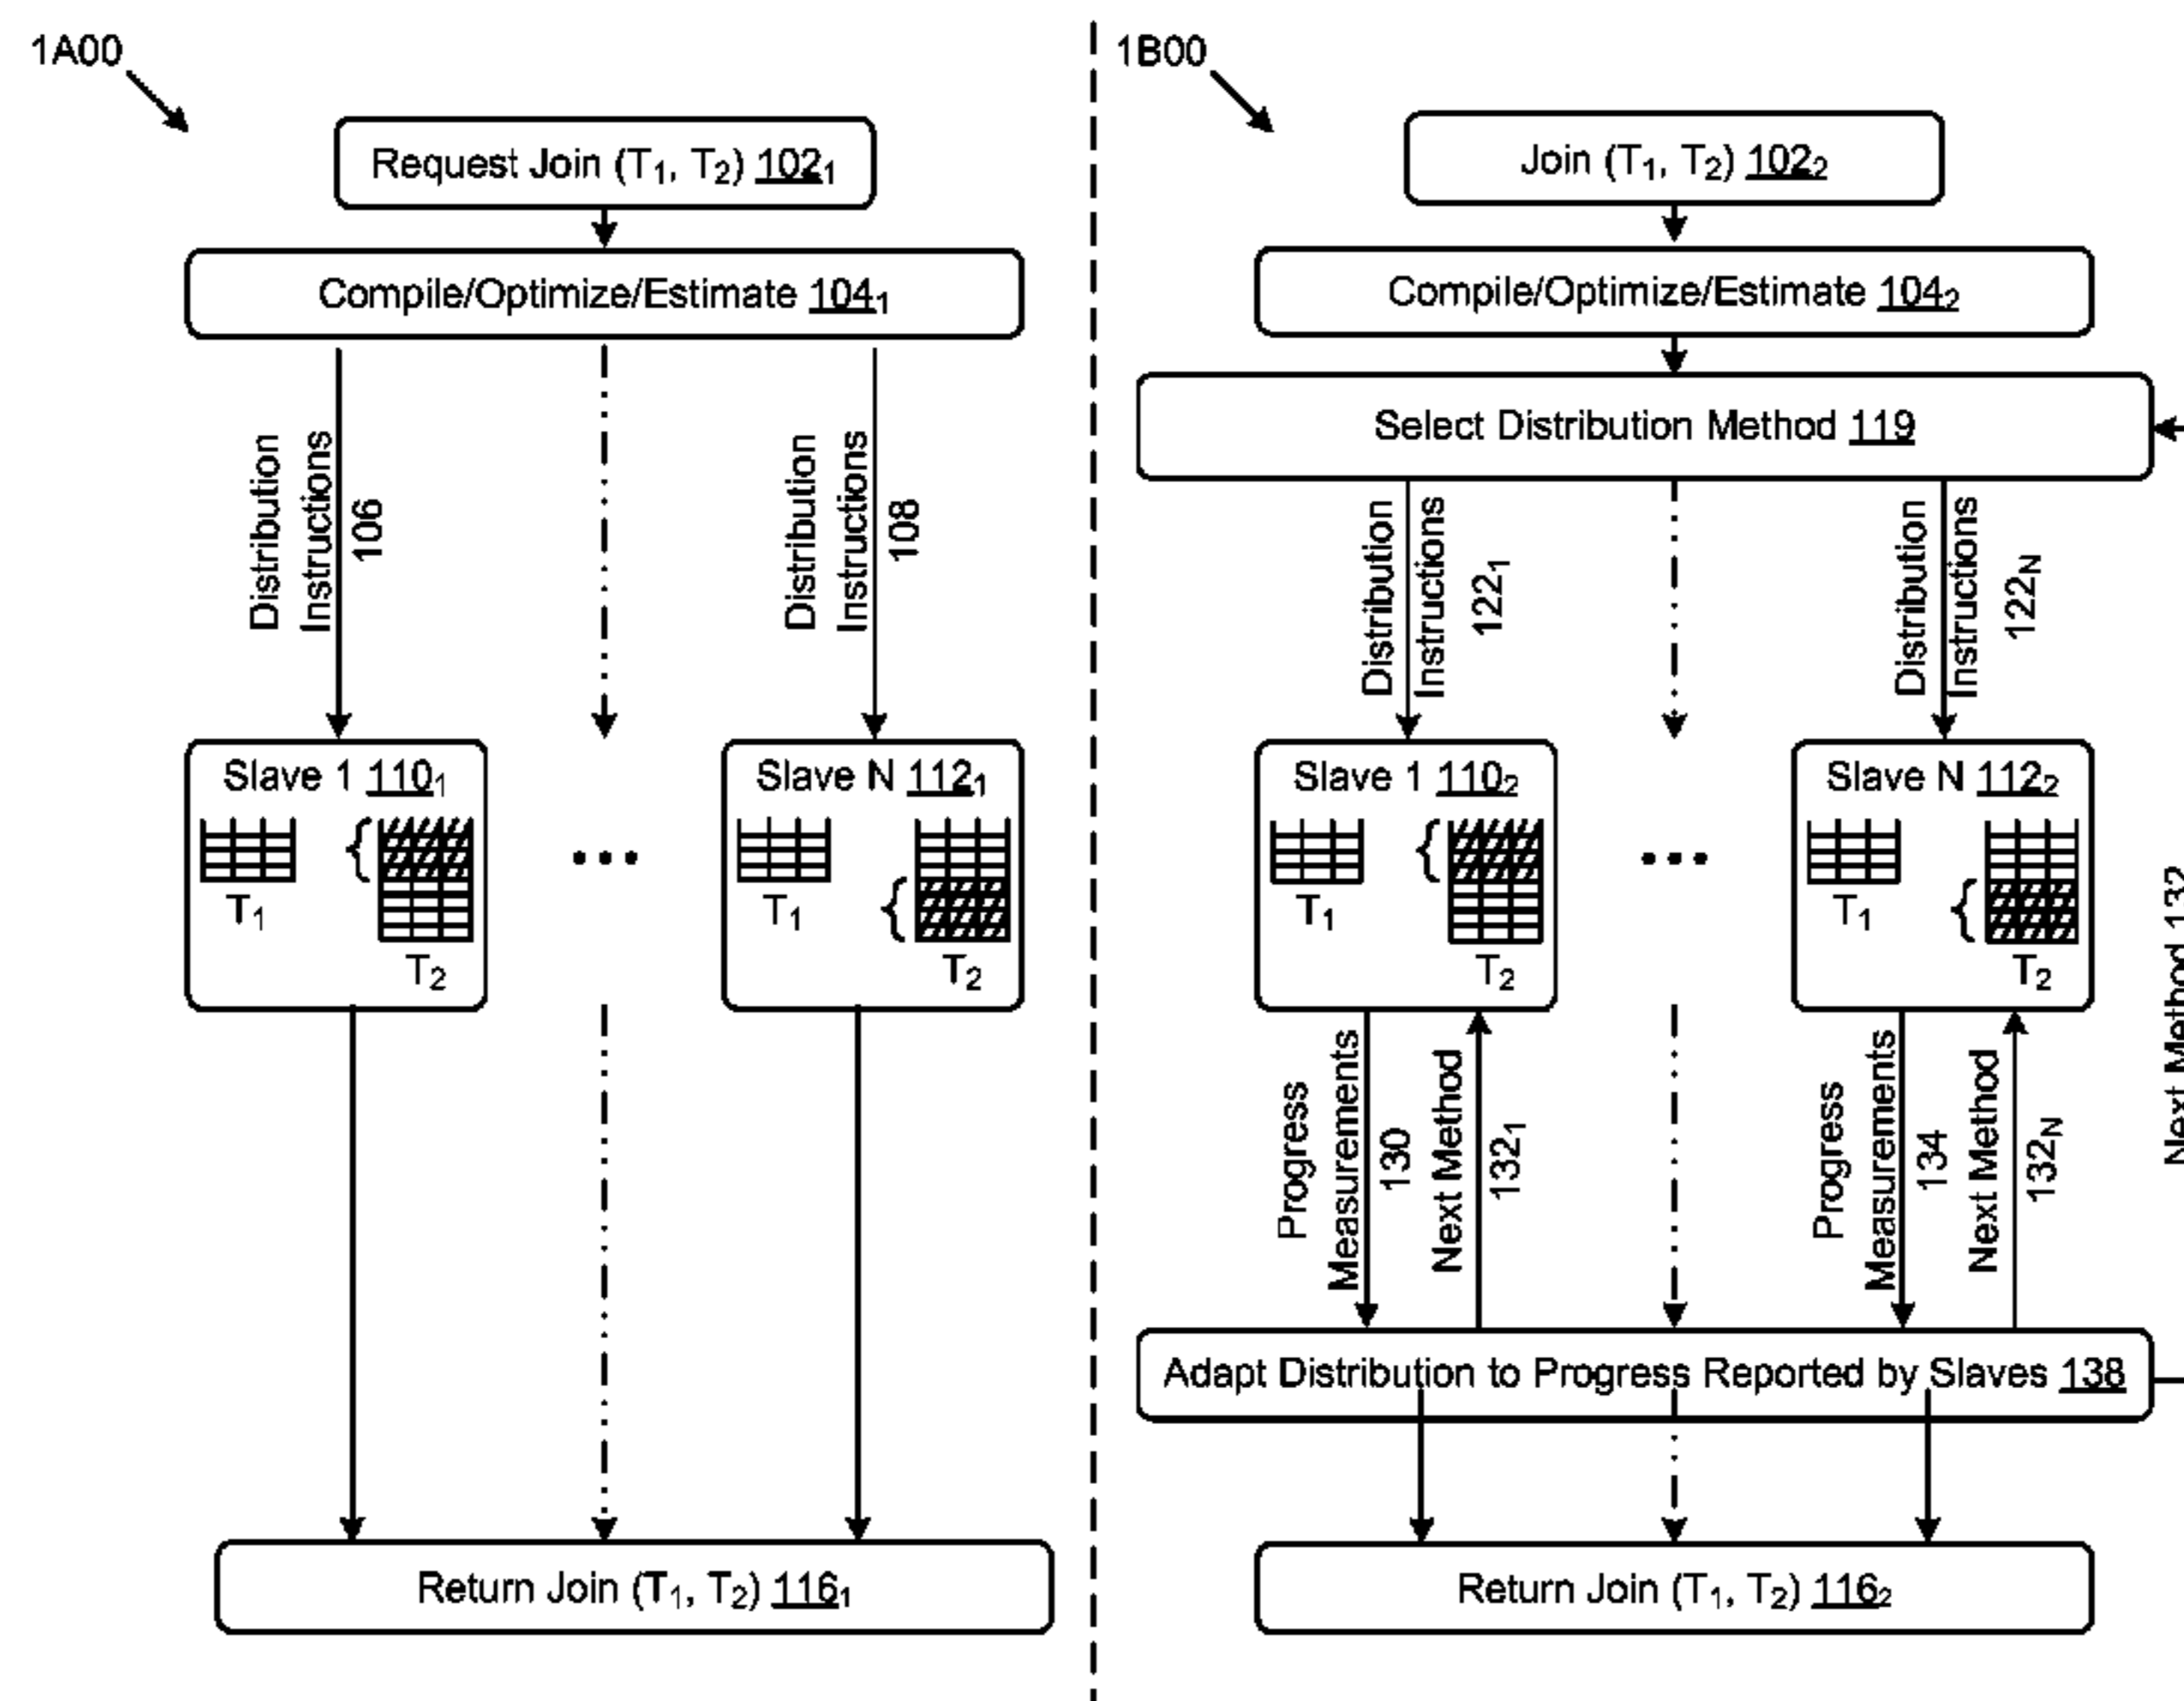 1A00
Request Join (T₁, T₂) 102₁
Compile/Optimize/Estimate 104₁
Distribution
Instructions
106
Distribution
Instructions
108
Slave 1 110₁
T₁
T₂
...
Slave N 112₁
T₁
T₂
Return Join (T₁, T₂) 116₁
1B00
Join (T₁, T₂) 102₂
Compile/Optimize/Estimate 104₂
Select Distribution Method 119
Distribution
Instructions
122₁
Distribution
Instructions
122N
Slave 1 110₂
T₁
T₂
...
Slave N 112₂
T₁
T₂
Progress
Measurements
130
Next Method
132₁
Progress
Measurements
134
Next Method
132N
Next Method 132
Adapt Distribution to Progress Reported by Slaves 138
Return Join (T₁, T₂) 116₂